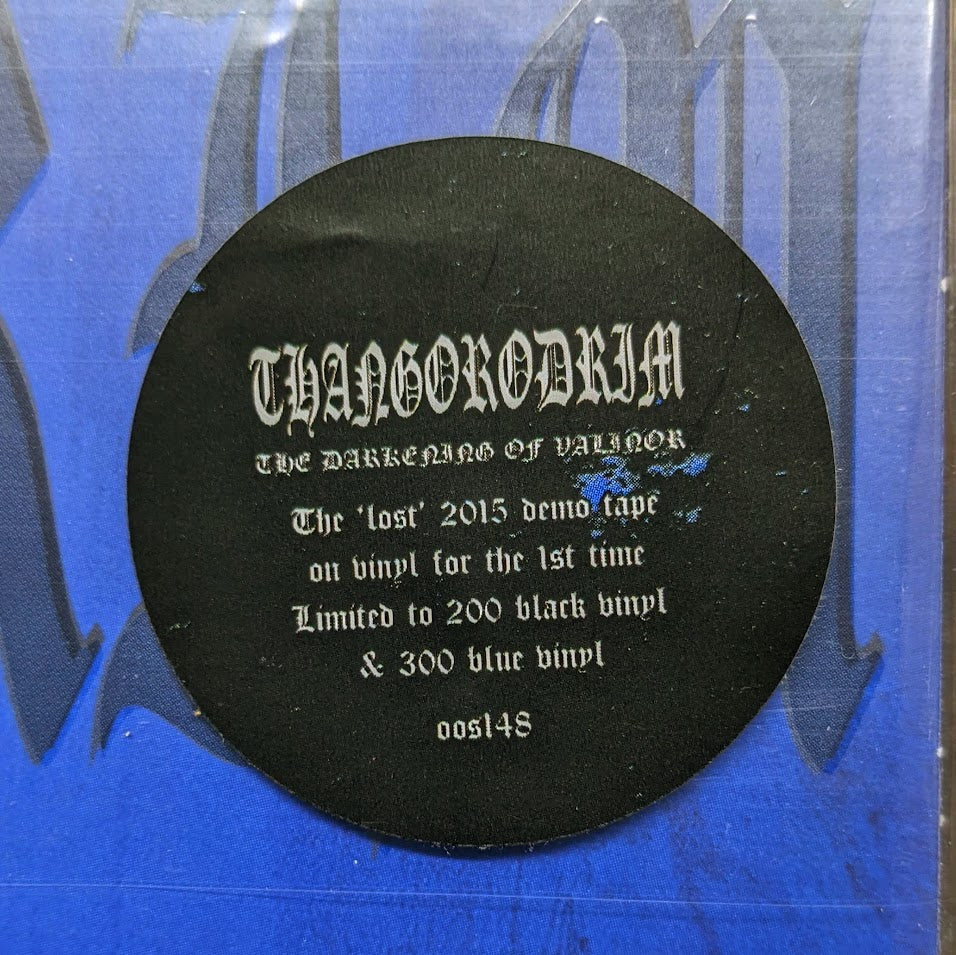 THANGORODRIM
THE DARKENING OF VALINOR
The ‘lost’ 2015 demo tape
on vinyl for the 1st time
Limited to 200 black vinyl
& 300 blue vinyl
oos148